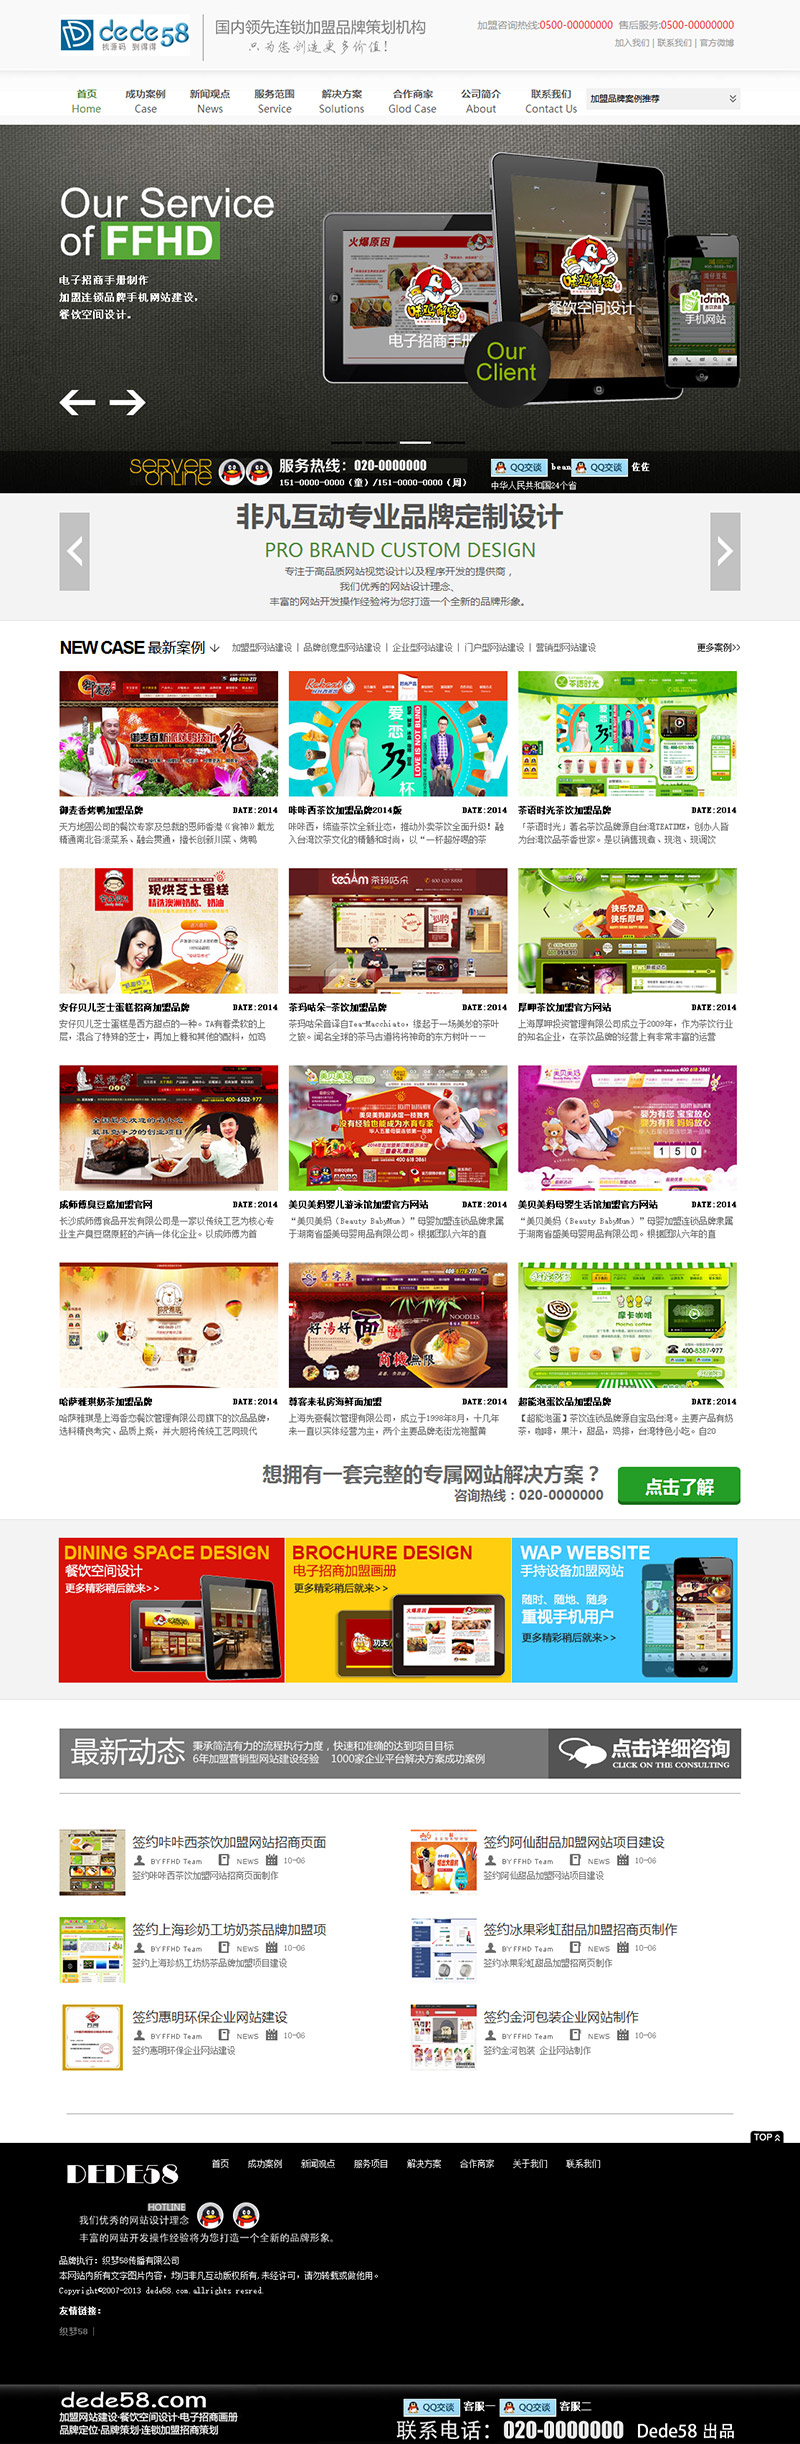 dede58
找源码 到得得
国内领先连锁加盟品牌策划机构
只为您创造更多价值!
加盟咨询热线:0500-00000000 售后服务:0500-00000000
加入我们 | 联系我们 | 官方微博
首页 成功案例 新闻观点 服务范围 解决方案 合作商家 公司简介 联系我们
Home Case News Service Solutions Glod Case About Contact Us
加盟品牌案例推荐
Our Service
of FFHD
电子招商手册制作
加盟连锁品牌手机网站建设,
餐饮空间设计。
火爆原因
电子招商手册
餐饮空间设计
idrink
手机网站
Our
Client
SERVER
ONLINE
服务热线: 020-0000000
151-0000-0000 (童) /151-0000-0000 (周)
QQ交谈 bean QQ交谈 佐佐
中华人民共和国24个省
非凡互动专业品牌定制设计
PRO BRAND CUSTOM DESIGN
专注于高品质网站视觉设计以及程序开发的提供商,
我们优秀的网站设计理念、
丰富的网站开发操作经验将为您打造一个全新的品牌形象。
NEW CASE 最新案例 加盟型网站建设 | 品牌创意型网站建设 | 企业型网站建设 | 门户型网站建设 | 营销型网站建设 更多案例>>
御麦香烤鸭加盟品牌 DATE:2014
天方地圆公司的餐饮专家及总裁的恩师香港《食神》戴龙
精通南北各派菜系、融会贯通,擅长创新川菜、烤鸭
咔咔西茶饮加盟品牌2014版 DATE:2014
咔咔西,缔造茶饮全新业态,推动外卖茶饮全面升级!融
入台湾饮茶文化的精髓和时尚,以“一杯超好喝的茶
茶语时光茶饮加盟品牌 DATE:2014
「茶语时光」著名茶饮品牌源自台湾TEATIME,创办人皆
为台湾饮品茶香世家。是以销售现煮、现泡、现调饮
安仔贝儿芝士蛋糕招商加盟品牌 DATE:2014
安仔贝儿芝士蛋糕是西方甜点的一种。TA有着柔软的上
层,混合了特殊的芝士,再加上糖和其他的配料,如鸡
茶玛咕朵-茶饮加盟品牌 DATE:2014
茶玛咕朵音译自Tea-Macchiato,缘起于一场美妙的茶叶
之旅。闻名全球的茶马古道将将神奇的东方树叶--
厚呷茶饮加盟官方网站 DATE:2014
上海厚呷投资管理有限公司成立于2009年,作为茶饮行业
的知名企业,在茶饮品牌的经营上有非常丰富的运营
成师傅臭豆腐加盟官网 DATE:2014
长沙成师傅食品开发有限公司是一家以传统工艺为核心专
业生产臭豆腐原胚的产销一体化企业。以成师傅为首
美贝美妈婴儿游泳馆加盟官方网站 DATE:2014
“美贝美妈(Beauty BabyMum)”母婴加盟连锁品牌隶属
于湖南省盛美母婴用品有限公司。根据团队六年的直
美贝美妈母婴生活馆加盟官方网站 DATE:2014
“美贝美妈(Beauty BabyMum)”母婴加盟连锁品牌隶属
于湖南省盛美母婴用品有限公司。根据团队六年的直
哈萨雅琪奶茶加盟品牌 DATE:2014
哈萨雅琪是上海香恋餐饮管理有限公司旗下的饮品品牌,
选料精良考究、品质上乘,并大胆将传统工艺同现代
尊客来私房海鲜面加盟 DATE:2014
上海先豪餐饮管理有限公司,成立于1998年8月,十几年
来一直以实体经营为主,两个主要品牌老街龙袍蟹黄
超能泡蛋饮品加盟品牌 DATE:2014
【超能泡蛋】茶饮连锁品牌源自宝岛台湾。主要产品有奶
茶,咖啡,果汁,甜品,鸡排,台湾特色小吃。自20
想拥有一套完整的专属网站解决方案?
咨询热线:020-0000000
点击了解
DINING SPACE DESIGN
餐饮空间设计
更多精彩稍后就来>>
BROCHURE DESIGN
电子招商加盟画册
更多精彩稍后就来>>
WAP WEBSITE
手持设备加盟网站
随时、随地、随身
重视手机用户
更多精彩稍后就来>>
最新动态
秉承简洁有力的流程执行力度,快速和准确的达到项目目标
6年加盟营销型网站建设经验 1000家企业平台解决方案成功案例
点击详细咨询
CLICK ON THE CONSULTING
签约咔咔西茶饮加盟网站招商页面
BY FFHD Team NEWS 10-06
签约咔咔西茶饮加盟网站招商页面制作
签约阿仙甜品加盟网站项目建设
BY FFHD Team NEWS 10-06
签约阿仙甜品加盟网站项目建设
签约上海珍奶工坊奶茶品牌加盟项
BY FFHD Team NEWS 10-06
签约上海珍奶工坊奶茶品牌加盟项目建设
签约冰果彩虹甜品加盟招商页制作
BY FFHD Team NEWS 10-06
签约冰果彩虹甜品加盟招商页制作
签约惠明环保企业网站建设
BY FFHD Team NEWS 10-06
签约惠明环保企业网站建设
签约金河包装企业网站制作
BY FFHD Team NEWS 10-06
签约金河包装 企业网站制作
TOP
DEDE58
首页 成功案例 新闻观点 服务项目 解决方案 合作商家 关于我们 联系我们
HOTLINE
我们优秀的网站设计理念
丰富的网站开发操作经验将为您打造一个全新的品牌形象。
品牌执行:织梦58传播有限公司
本网站内所有文字图片内容,均归非凡互动版权所有,未经许可,请勿转载或做他用。
Copyright©2007-2013 dede58.com.allrights resred.
友情链接:
织梦58 |
dede58.com
加盟网站建设·餐饮空间设计·电子招商画册
品牌定位·品牌策划·连锁加盟招商策划
QQ交谈 客服一 QQ交谈 客服二
联系电话: 020-0000000 Dede58 出品